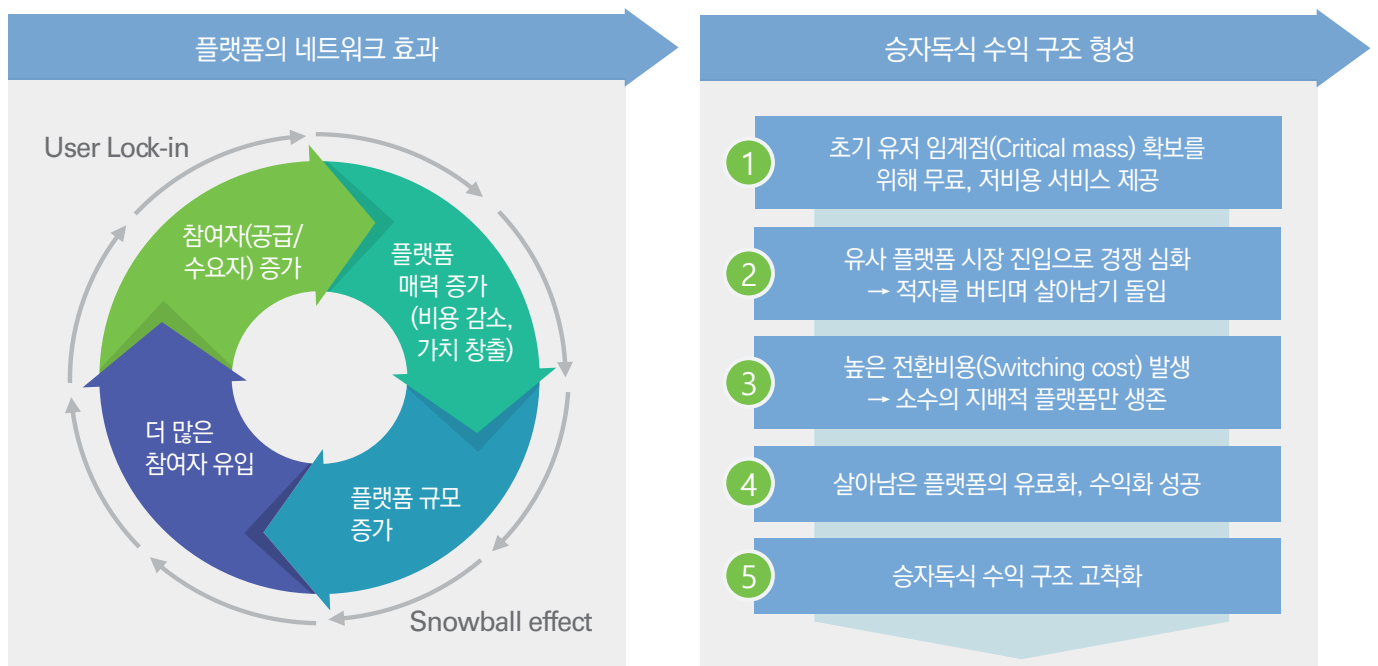 플랫폼의 네트워크 효과
User Lock-in
참여자(공급/
수요자) 증가
플랫폼
매력 증가
(비용 감소,
가치 창출)
더 많은
참여자 유입
플랫폼 규모
증가
Snowball effect
승자독식 수익 구조 형성
1
초기 유저 임계점(Critical mass) 확보를
위해 무료, 저비용 서비스 제공
2
유사 플랫폼 시장 진입으로 경쟁 심화
→ 적자를 버티며 살아남기 돌입
3
높은 전환비용(Switching cost) 발생
→ 소수의 지배적 플랫폼만 생존
4
살아남은 플랫폼의 유료화, 수익화 성공
5
승자독식 수익 구조 고착화